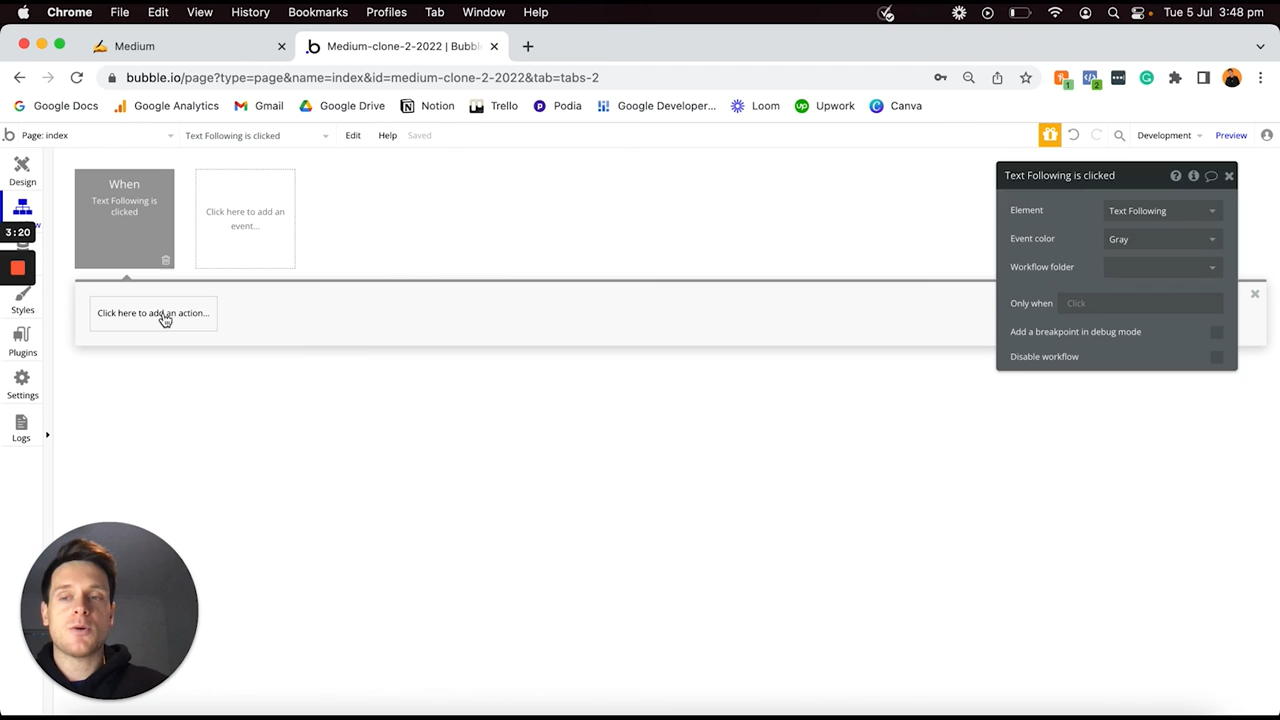 Chrome File Edit View History Bookmarks Profiles Tab Window Help Tue 5 Jul 3:48 pm
Medium Medium-clone-2-2022 | Bubbl
bubble.io/page?type=page&name=index&id=medium-clone-2-2022&tab=tabs-2
1 2
Google Docs Google Analytics Gmail Google Drive Notion Trello Podia Google Developer... Loom Upwork Canva
Page: index Text Following is clicked Edit Help Saved Development Preview
Design
3:20
Styles
Plugins
Settings
Logs
When
Text Following is
clicked
Click here to add an
event...
Click here to add an action...
Text Following is clicked
Element Text Following
Event color Gray
Workflow folder
Only when Click
Add a breakpoint in debug mode
Disable workflow